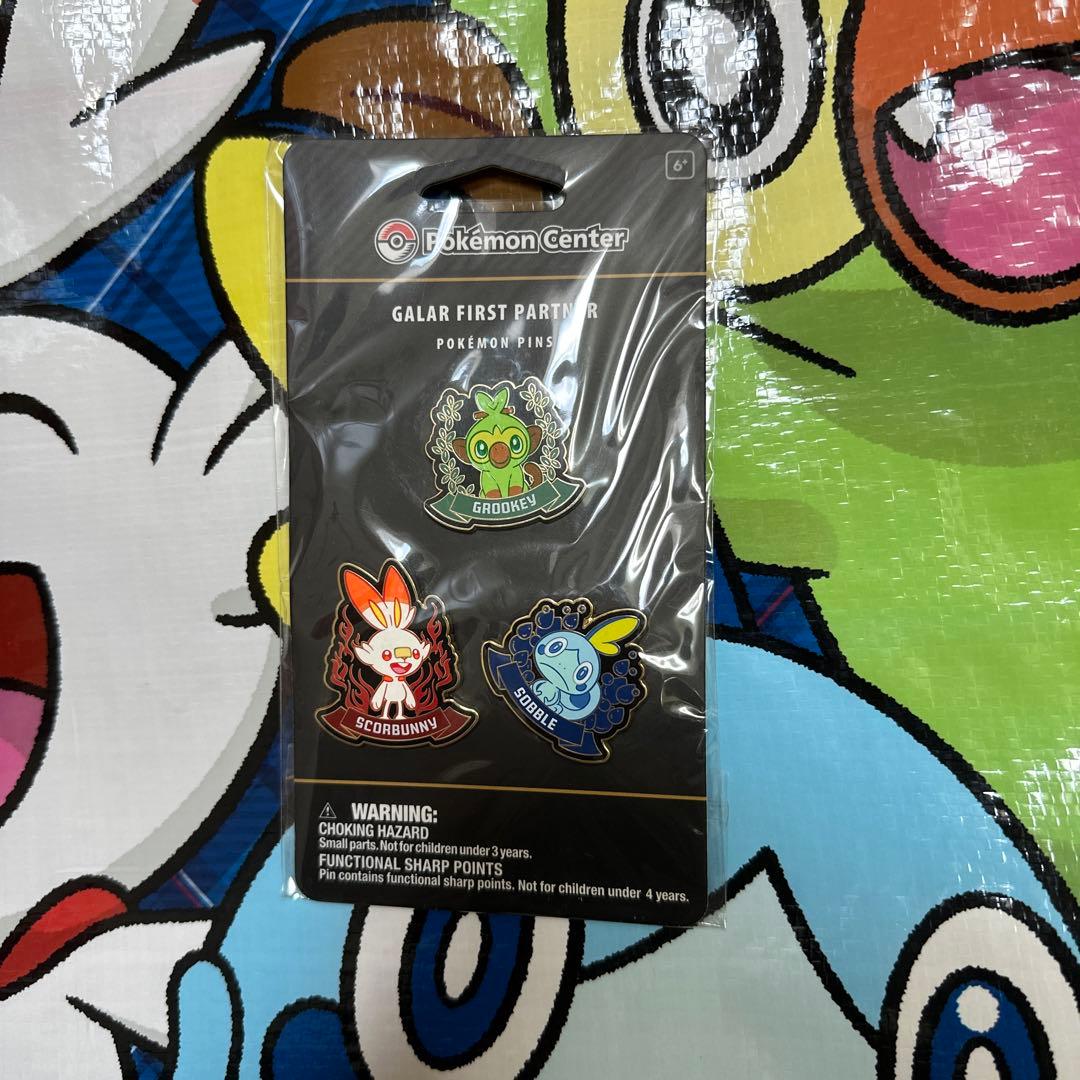 6+
Pokémon Center
GALAR FIRST PARTNER
POKÉMON PINS
GROOKEY
SCORBUNNY
SOBBLE
WARNING:
CHOKING HAZARD
Small parts. Not for children under 3 years.
FUNCTIONAL SHARP POINTS
Pin contains functional sharp points. Not for children under 4 years.